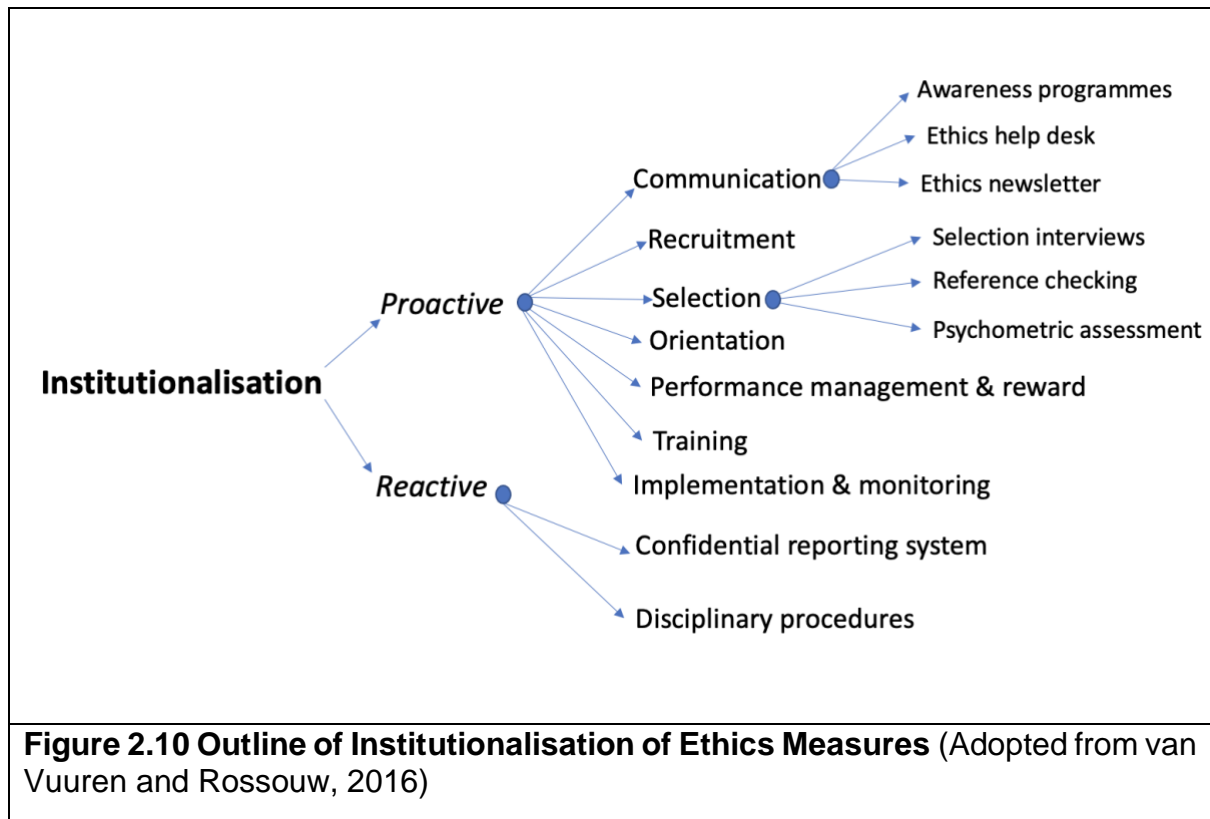 Awareness programmes
Ethics help desk
Communication
Ethics newsletter
Recruitment
Selection interviews
Reference checking
Proactive
Selection
Psychometric assessment
Orientation
Institutionalisation
Performance management & reward
Training
Reactive
Implementation & monitoring
Confidential reporting system
Disciplinary procedures
Figure 2.10 Outline of Institutionalisation of Ethics Measures (Adopted from van
Vuuren and Rossouw, 2016)